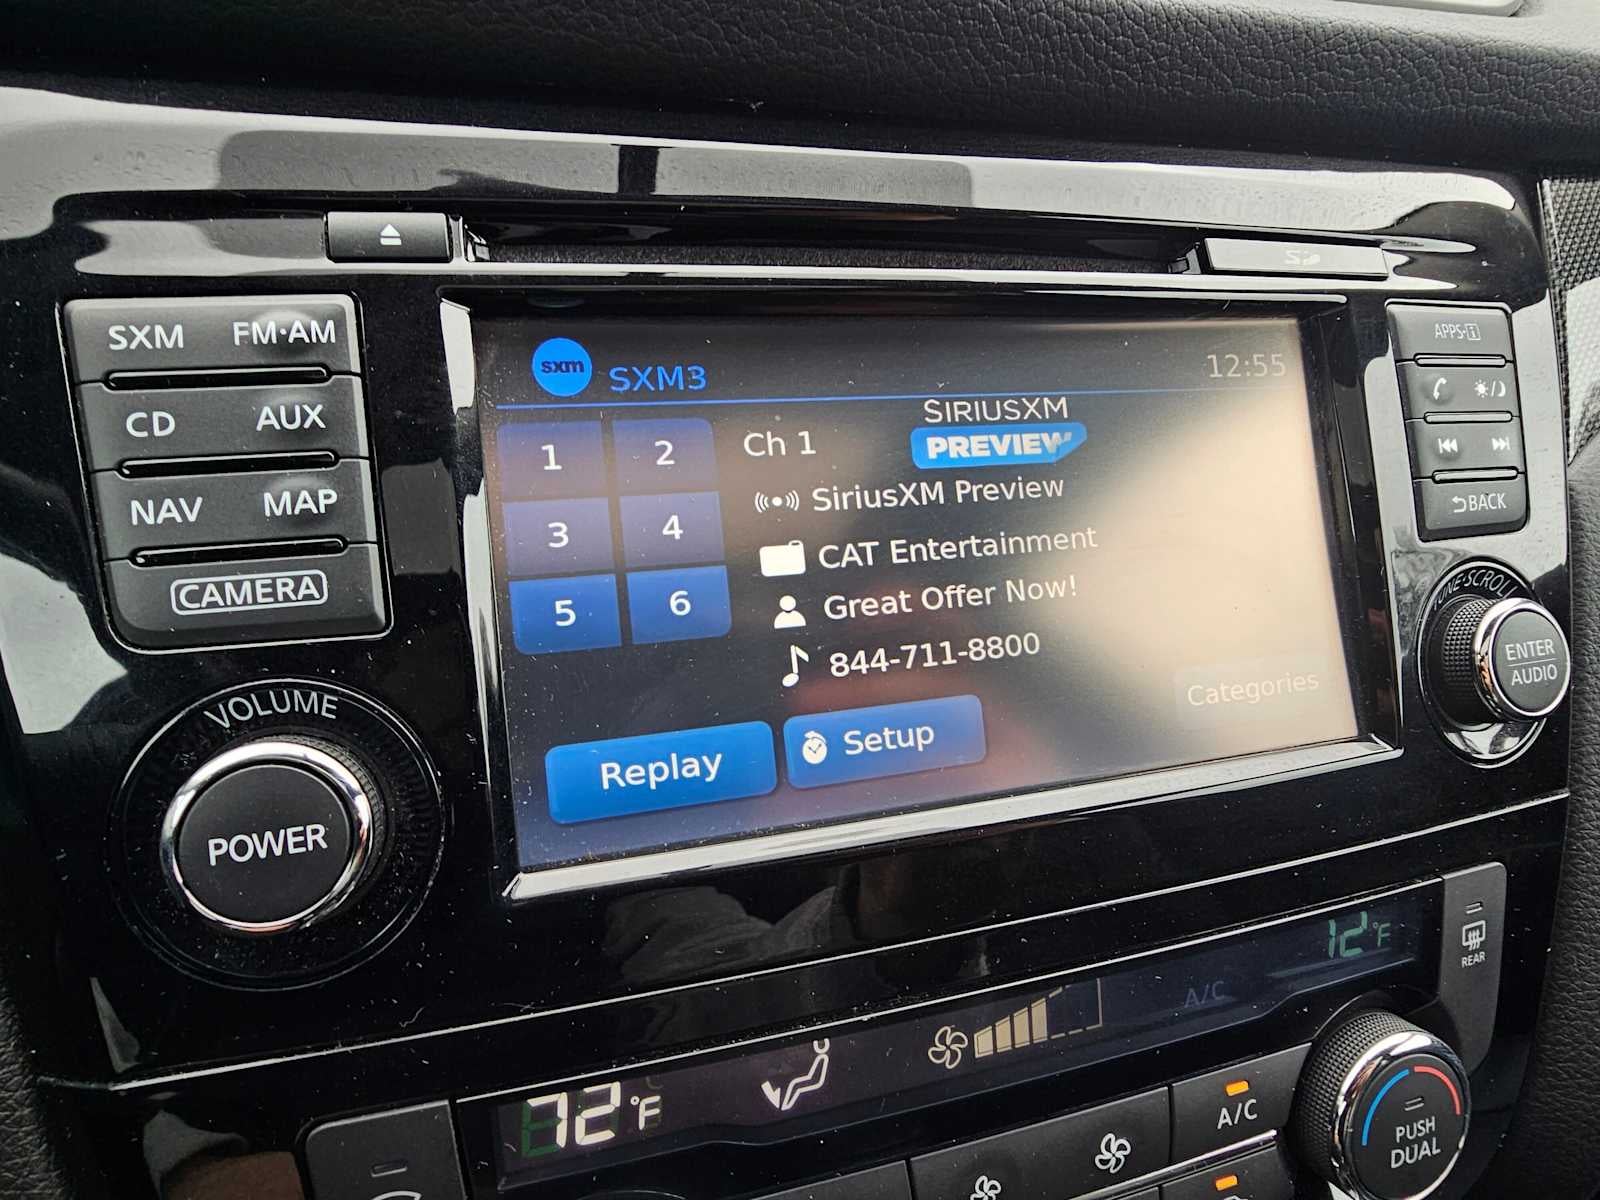 SXM FM·AM
CD AUX
NAV MAP
CAMERA
VOLUME
POWER
sxm SXM3 12:55
1 2
3 4
5 6
Ch 1
SIRIUSXM
PREVIEW
SiriusXM Preview
CAT Entertainment
Great Offer Now!
844-711-8800
Categories
Replay
Setup
APPS·i
BACK
TUNE·SCROLL
ENTER
AUDIO
REAR
72°F
A/C
A/C
PUSH
DUAL